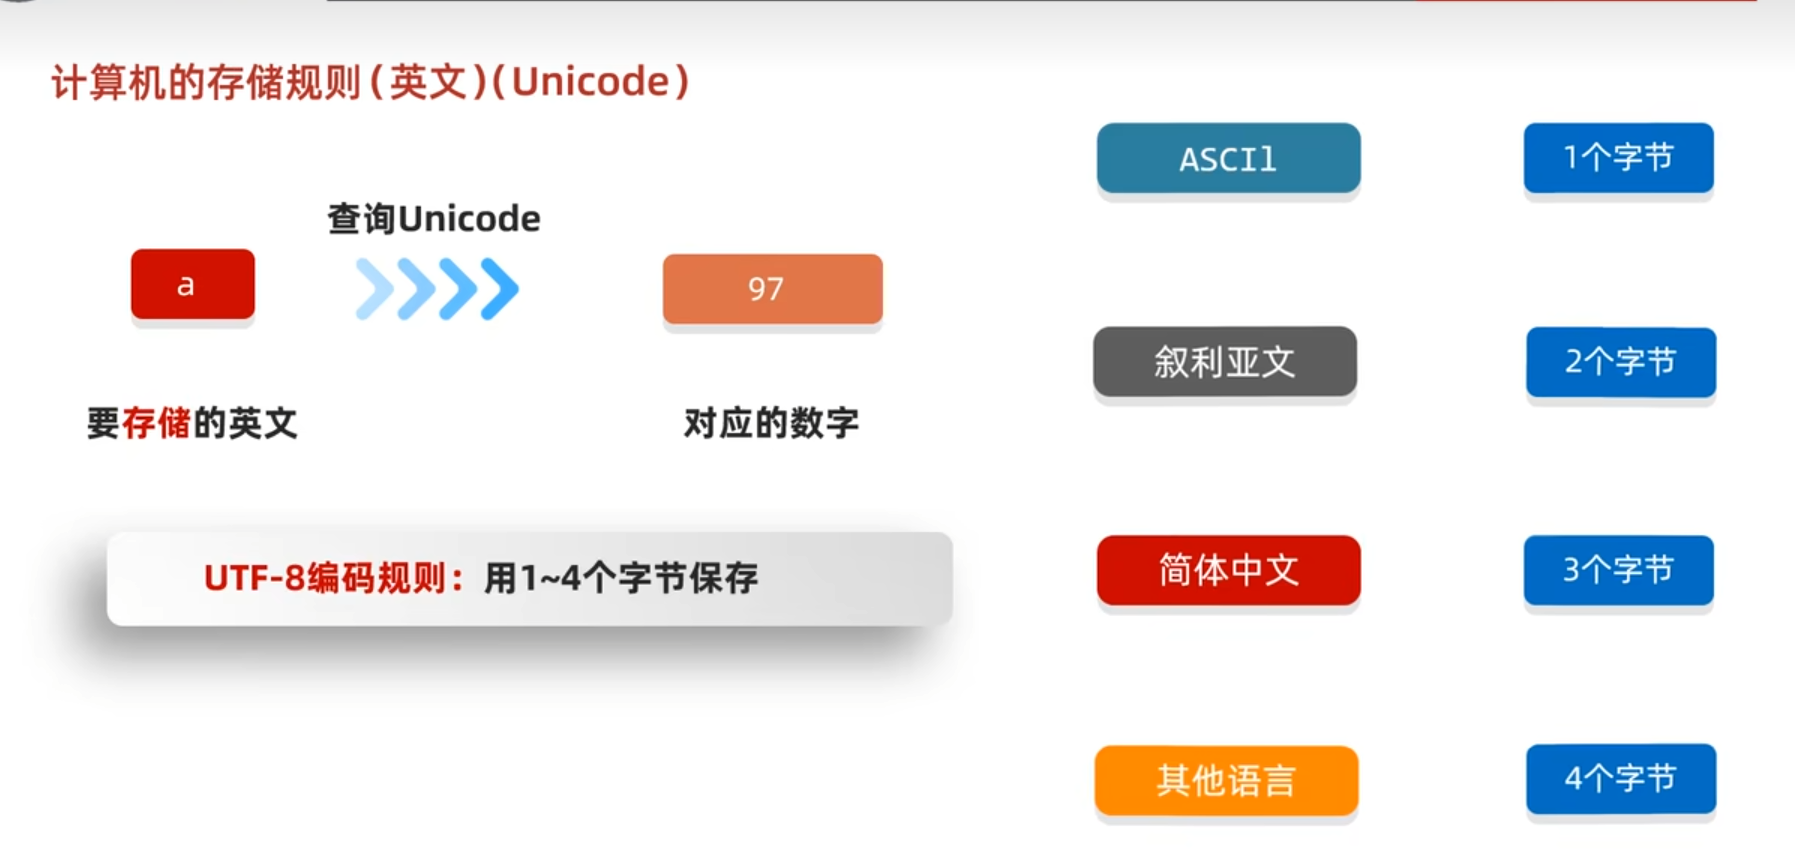 计算机的存储规则(英文)(Unicode)
查询Unicode
a
97
要存储的英文
对应的数字
UTF-8编码规则：用1~4个字节保存
ASCIl
1个字节
叙利亚文
2个字节
简体中文
3个字节
其他语言
4个字节